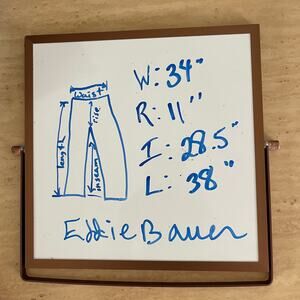 waist
rise
length
inseam
W: 34"
R: 11"
I: 28.5"
L: 38"
Eddie Bauer